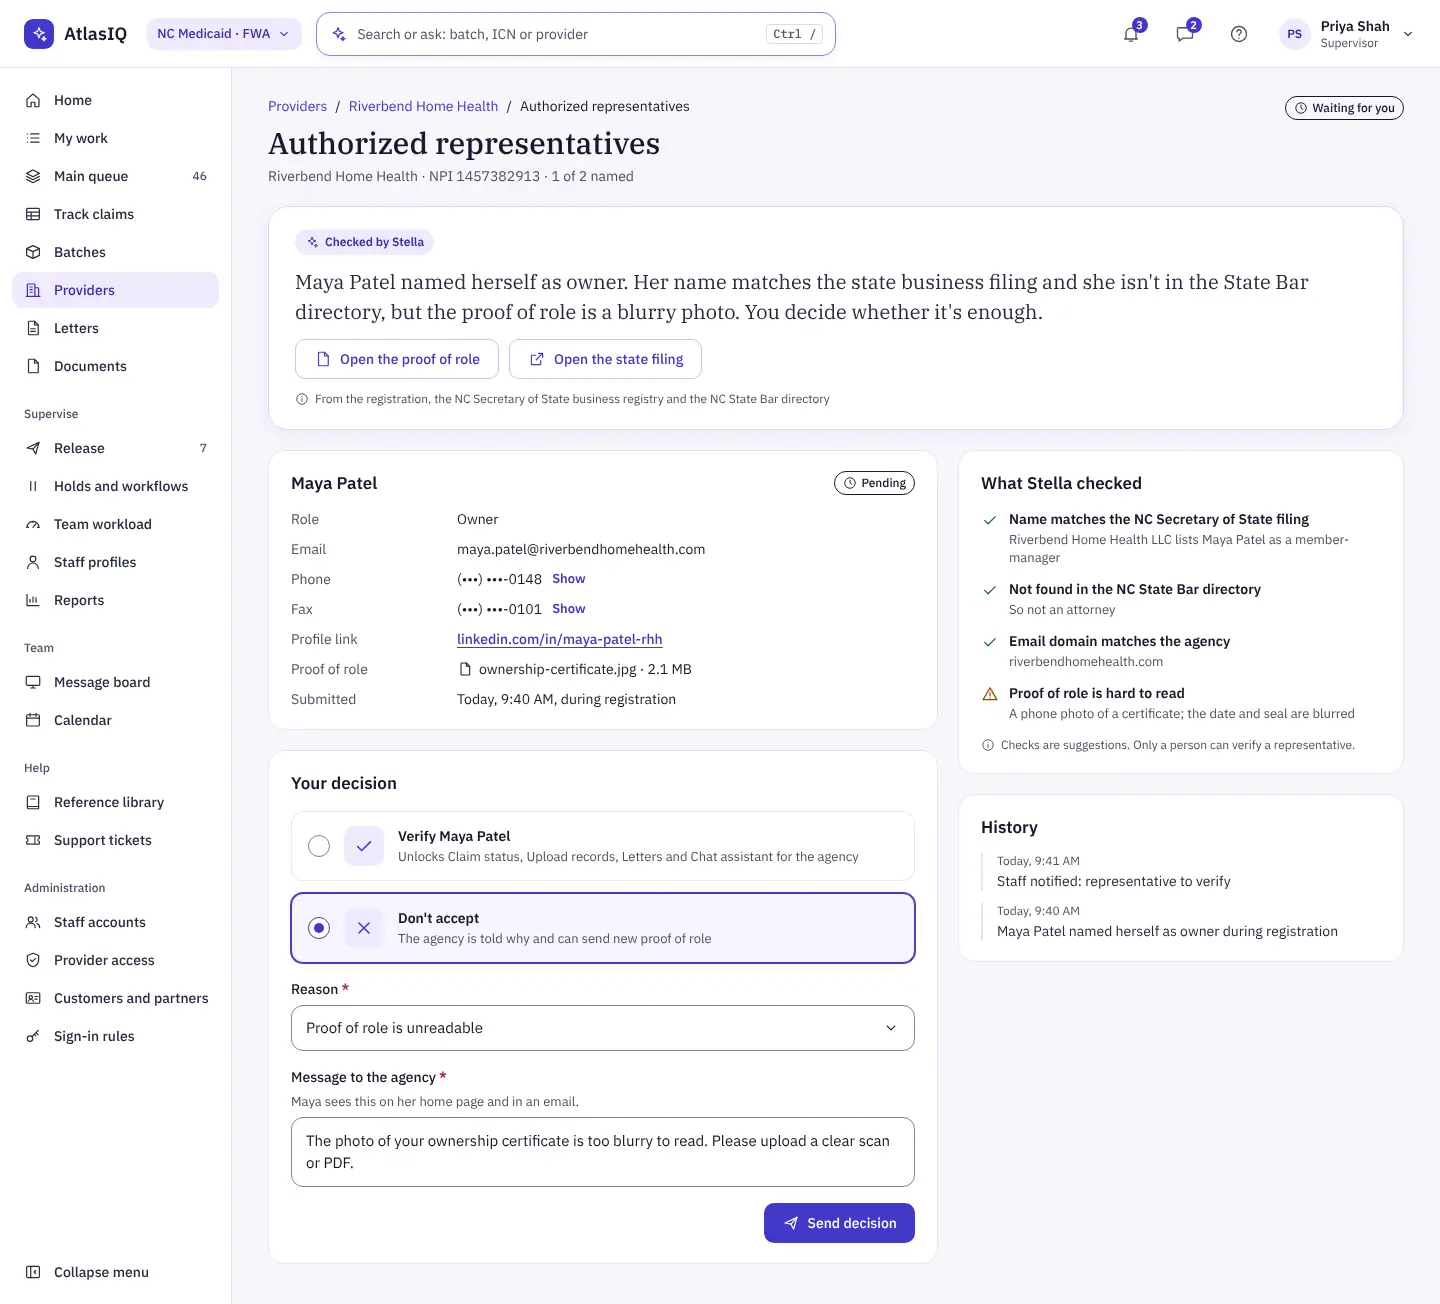 AtlasIQ
NC Medicaid · FWA
Search or ask: batch, ICN or provider
Ctrl /
3
2
PS
Priya Shah
Supervisor
Home
My work
Main queue 46
Track claims
Batches
Providers
Letters
Documents
Supervise
Release 7
Holds and workflows
Team workload
Staff profiles
Reports
Team
Message board
Calendar
Help
Reference library
Support tickets
Administration
Staff accounts
Provider access
Customers and partners
Sign-in rules
Collapse menu
Providers / Riverbend Home Health / Authorized representatives
Waiting for you
Authorized representatives
Riverbend Home Health · NPI 1457382913 · 1 of 2 named
Checked by Stella
Maya Patel named herself as owner. Her name matches the state business filing and she isn't in the State Bar
directory, but the proof of role is a blurry photo. You decide whether it's enough.
Open the proof of role
Open the state filing
From the registration, the NC Secretary of State business registry and the NC State Bar directory
Maya Patel
Pending
Role Owner
Email maya.patel@riverbendhomehealth.com
Phone (•••) •••-0148 Show
Fax (•••) •••-0101 Show
Profile link linkedin.com/in/maya-patel-rhh
Proof of role ownership-certificate.jpg · 2.1 MB
Submitted Today, 9:40 AM, during registration
Your decision
Verify Maya Patel
Unlocks Claim status, Upload records, Letters and Chat assistant for the agency
Don't accept
The agency is told why and can send new proof of role
Reason *
Proof of role is unreadable
Message to the agency *
Maya sees this on her home page and in an email.
The photo of your ownership certificate is too blurry to read. Please upload a clear scan
or PDF.
Send decision
What Stella checked
Name matches the NC Secretary of State filing
Riverbend Home Health LLC lists Maya Patel as a member-
manager
Not found in the NC State Bar directory
So not an attorney
Email domain matches the agency
riverbendhomehealth.com
Proof of role is hard to read
A phone photo of a certificate; the date and seal are blurred
Checks are suggestions. Only a person can verify a representative.
History
Today, 9:41 AM
Staff notified: representative to verify
Today, 9:40 AM
Maya Patel named herself as owner during registration